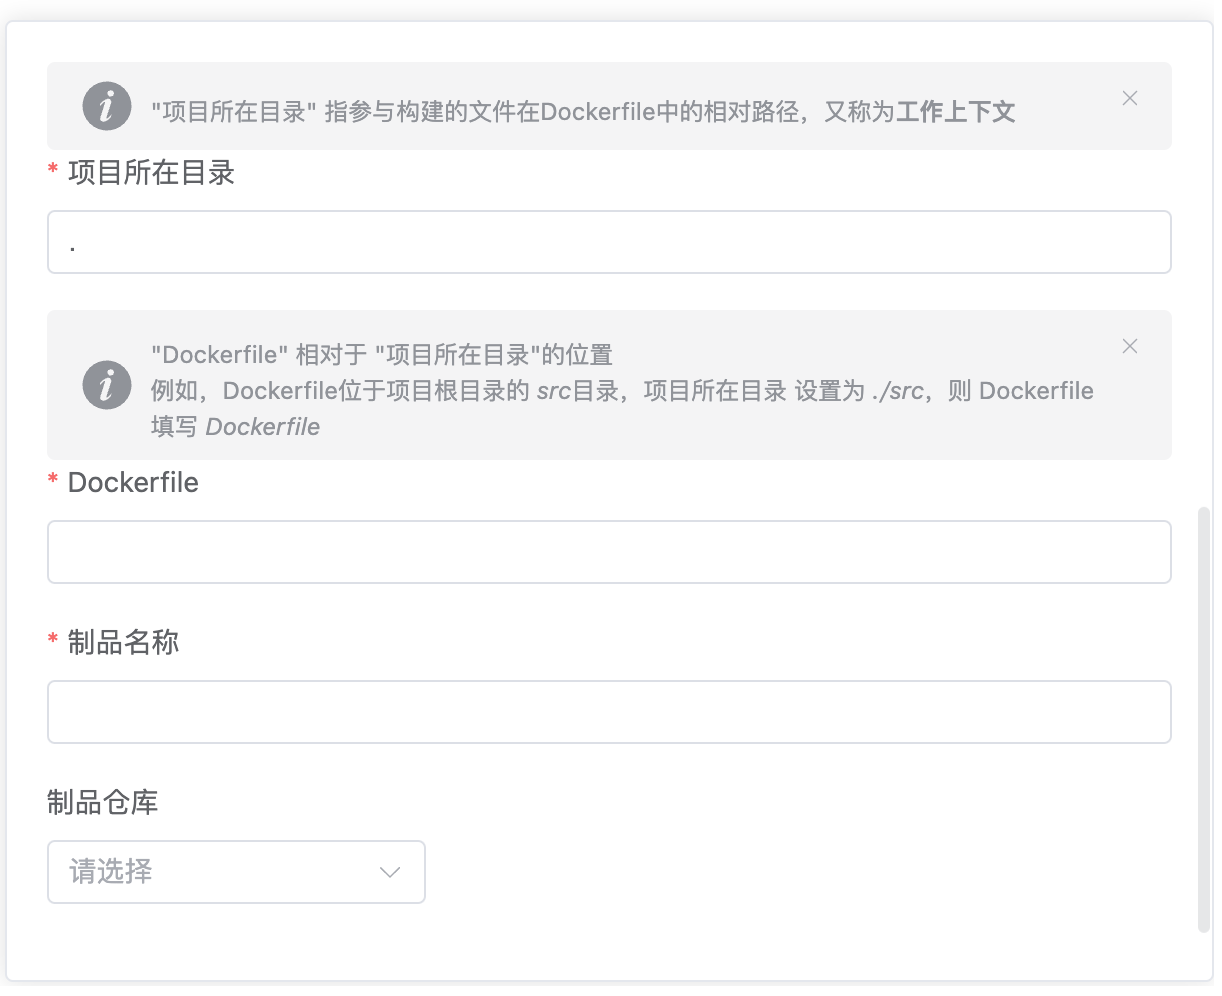 "项目所在目录" 指参与构建的文件在Dockerfile中的相对路径，又称为工作上下文
* 项目所在目录
.
"Dockerfile" 相对于 "项目所在目录"的位置
例如，Dockerfile位于项目根目录的 src目录，项目所在目录 设置为 ./src，则 Dockerfile
填写 Dockerfile
* Dockerfile
* 制品名称
制品仓库
请选择